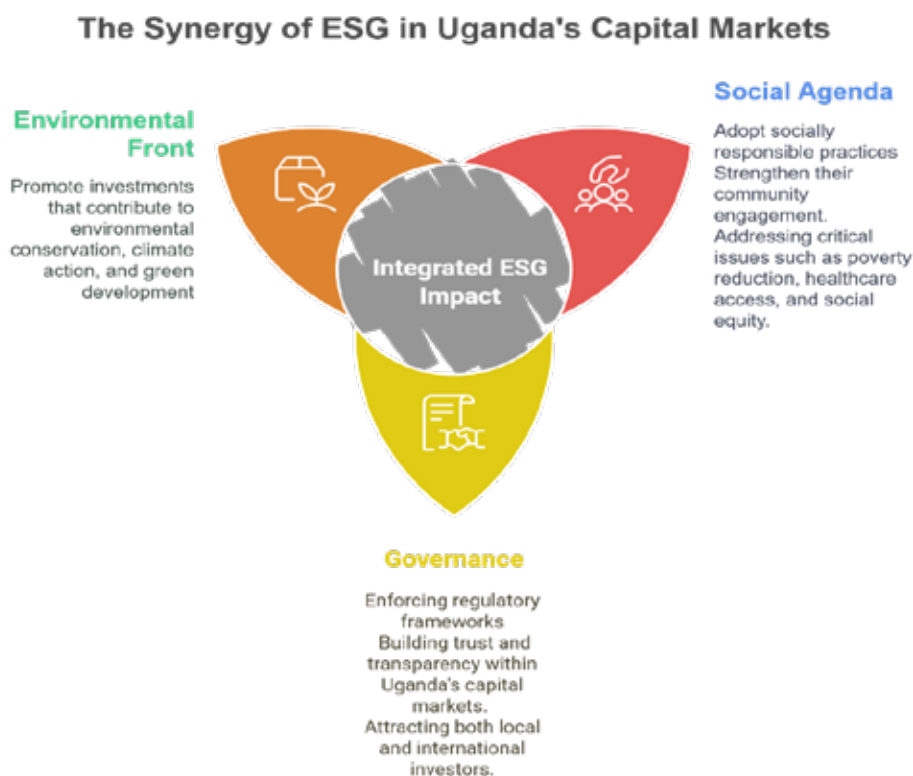 The Synergy of ESG in Uganda's Capital Markets
Environmental
Front
Promote investments
that contribute to
environmental
conservation, climate
action, and green
development
Social Agenda
Adopt socially
responsible practices
Strengthen their
community
engagement.
Addressing critical
issues such as poverty
reduction, healthcare
access, and social
equity.
Integrated ESG
Impact
Governance
Enforcing regulatory
frameworks
Building trust and
transparency within
Uganda's capital
markets.
Attracting both local
and international
investors.